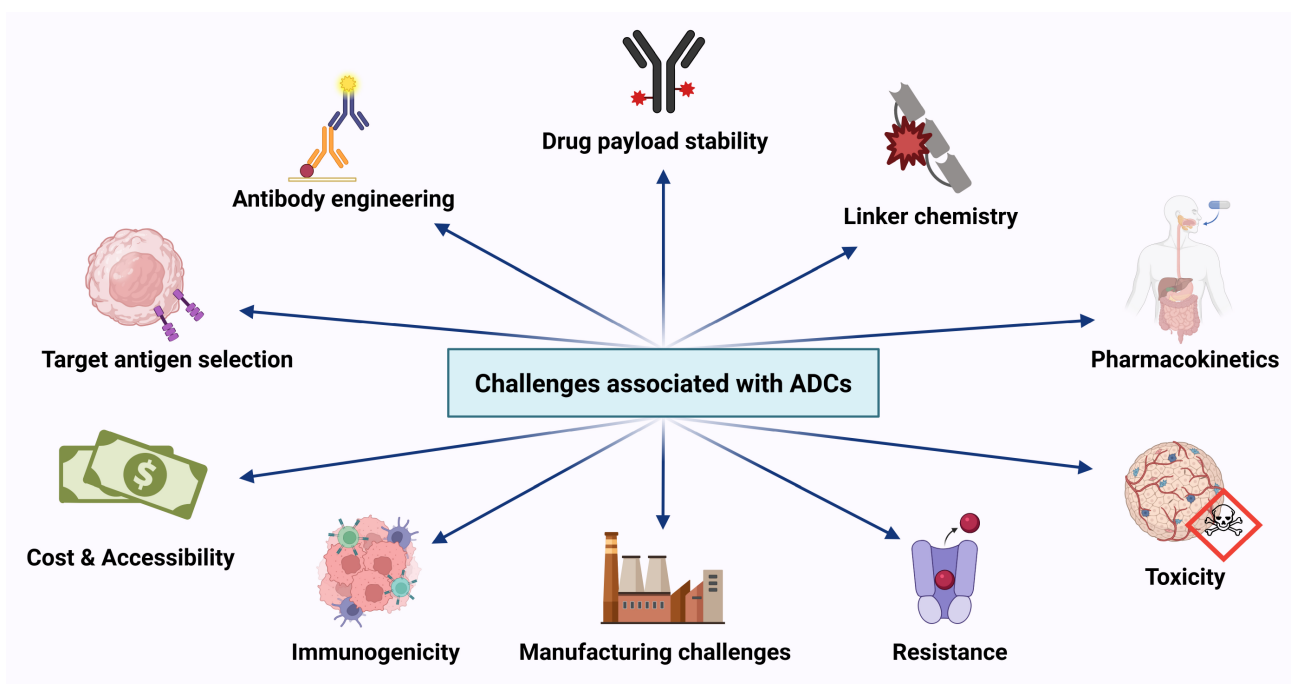 Drug payload stability
Antibody engineering
Linker chemistry
Target antigen selection
Pharmacokinetics
Challenges associated with ADCs
$
Cost & Accessibility
Toxicity
Immunogenicity
Manufacturing challenges
Resistance